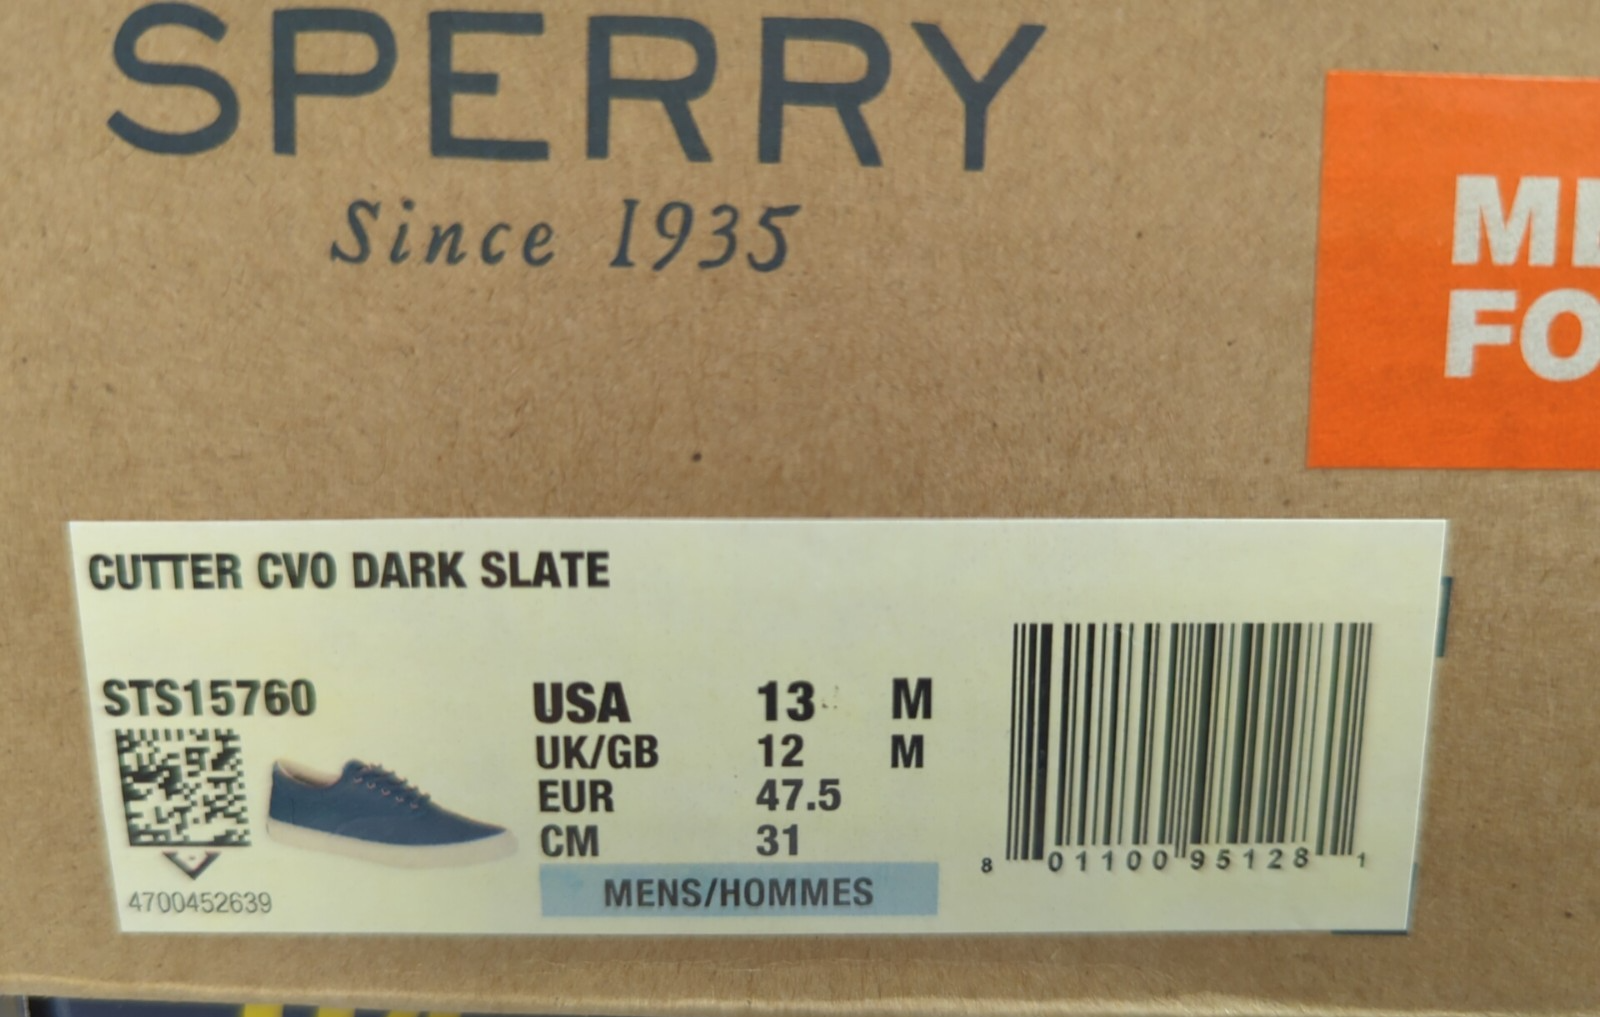 SPERRY
Since 1935
FO
CUTTER CVO DARK SLATE
STS15760
USA 13 M
UK/GB 12 M
EUR 47.5
CM 31
MENS/HOMMES
4700452639
8 01100 95128 1